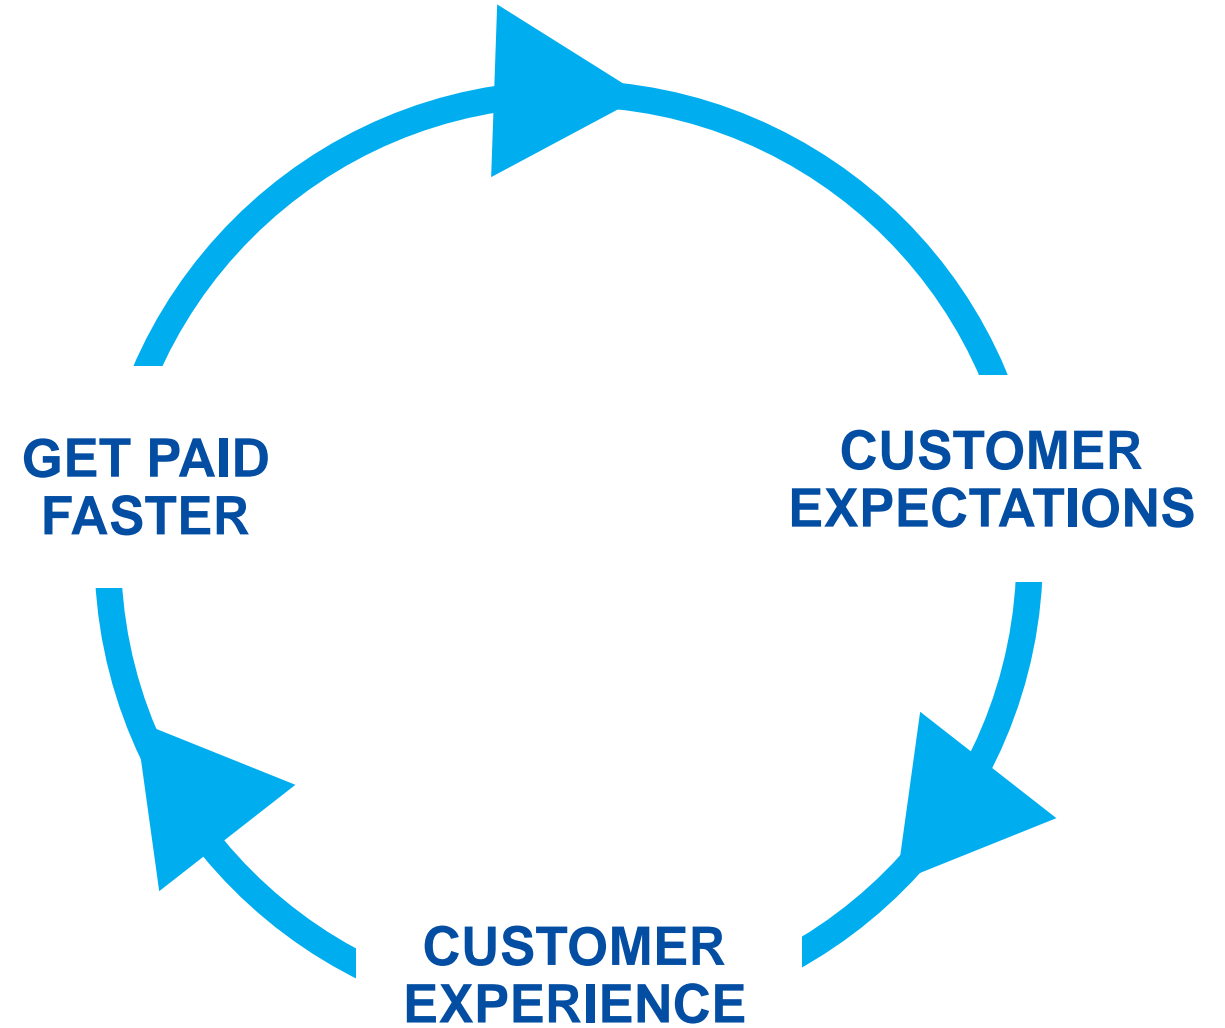 GET PAID
FASTER
CUSTOMER
EXPECTATIONS
CUSTOMER
EXPERIENCE